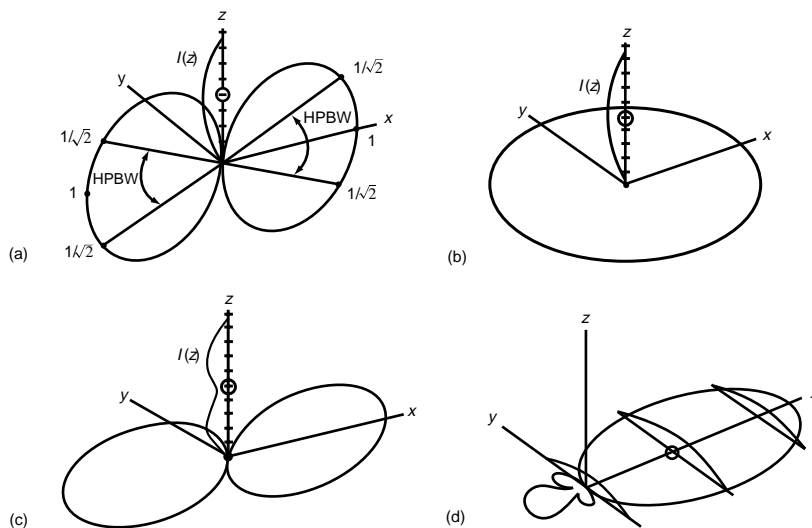 z
I(z)
y
1/√2
1/√2
HPBW
x
1
HPBW
1
1/√2
1/√2
(a)
z
I(z)
y
x
(b)
z
I(z)
y
x
(c)
z
y
(d)